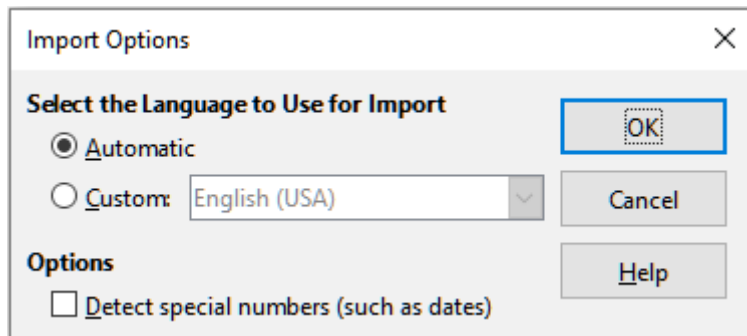 Import Options
Select the Language to Use for Import
Automatic
Custom:
English (USA)
Options
Detect special numbers (such as dates)
OK
Cancel
Help